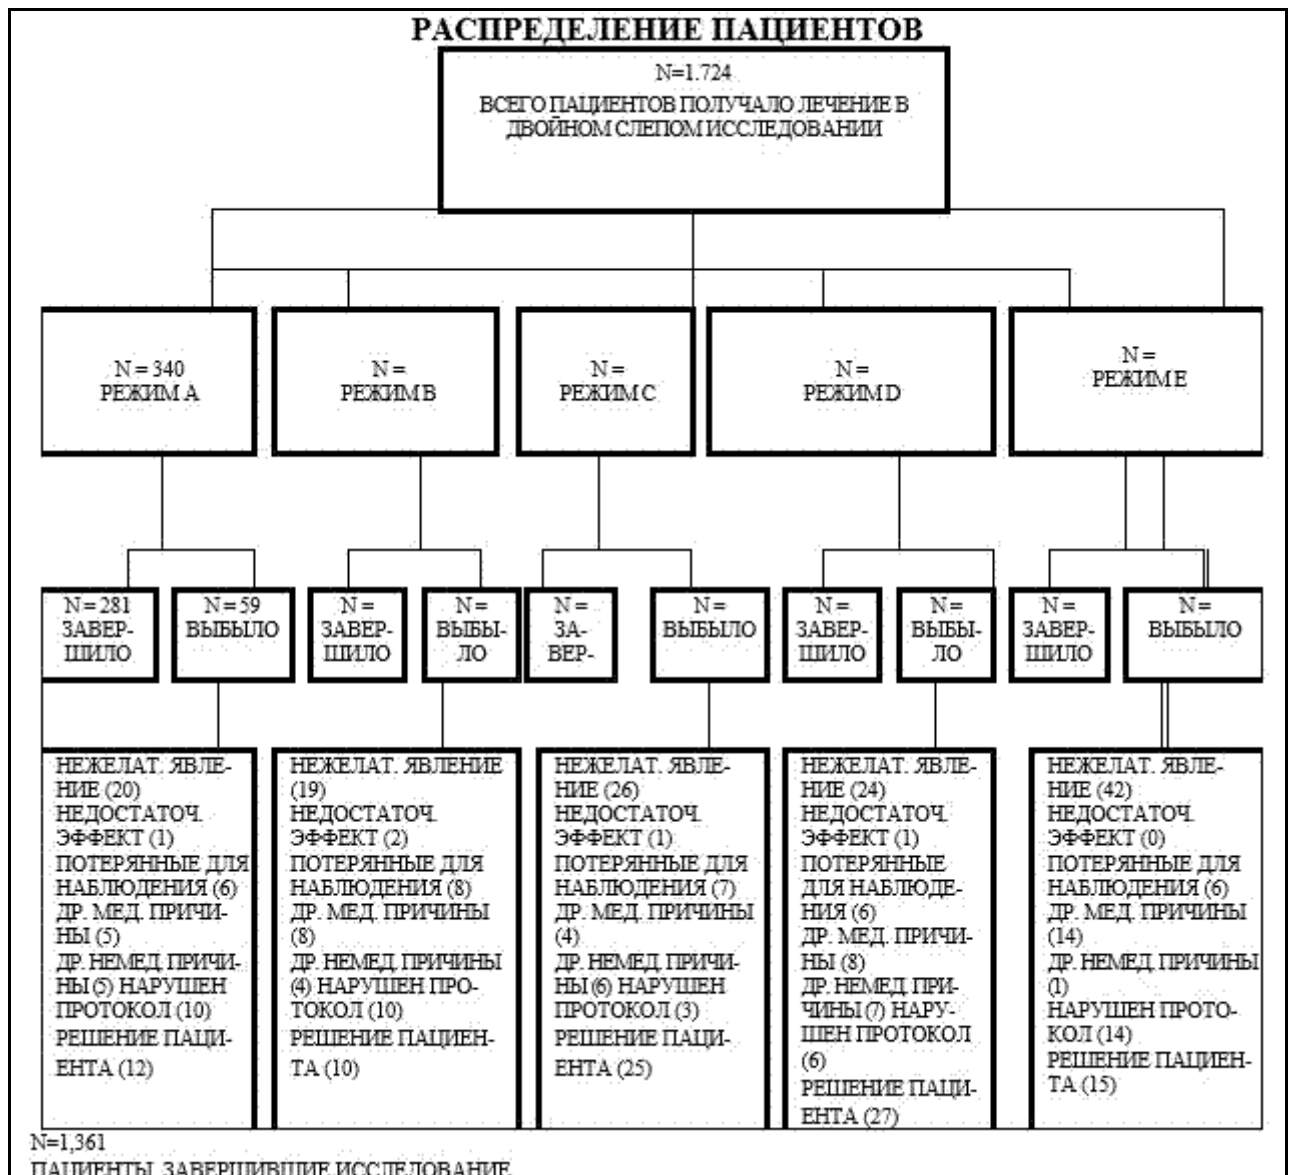 РАСПРЕДЕЛЕНИЕ ПАЦИЕНТОВ
N=1.724
ВСЕГО ПАЦИЕНТОВ ПОЛУЧАЛО ЛЕЧЕНИЕ В
ДВОЙНОМ СЛЕПОМ ИССЛЕДОВАНИИ
N = 340
РЕЖИМ А
N =
РЕЖИМ В
N =
РЕЖИМ С
N =
РЕЖИМ D
N =
РЕЖИМ Е
N = 281
ЗАВЕР-
ШИЛО
N = 59
ВЫБЫЛО
N =
ЗАВЕР-
ШИЛО
N =
ВЫБЫ-
ЛО
N =
ЗА-
ВЕР-
N =
ВЫБЫЛО
N =
ЗАВЕР-
ШИЛО
N =
ВЫБЫ-
ЛО
N =
ЗАВЕР-
ШИЛО
N =
ВЫБЫЛО
НЕЖЕЛАТ. ЯВЛЕ-
НИЕ (20)
НЕДОСТАТОЧ.
ЭФФЕКТ (1)
ПОТЕРЯННЫЕ ДЛЯ
НАБЛЮДЕНИЯ (6)
ДР. МЕД. ПРИЧИ-
НЫ (5)
ДР. НЕМЕД. ПРИЧИ-
НЫ (5) НАРУШЕН
ПРОТОКОЛ (10)
РЕШЕНИЕ ПАЦИ-
ЕНТА (12)
НЕЖЕЛАТ. ЯВЛЕНИЕ
(19)
НЕДОСТАТОЧ.
ЭФФЕКТ (2)
ПОТЕРЯННЫЕ ДЛЯ
НАБЛЮДЕНИЯ (8)
ДР. МЕД. ПРИЧИНЫ
(8)
ДР. НЕМЕД. ПРИЧИНЫ
(4) НАРУШЕН ПРО-
ТОКОЛ (10)
РЕШЕНИЕ ПАЦИЕН-
ТА (10)
НЕЖЕЛАТ. ЯВЛЕ-
НИЕ (26)
НЕДОСТАТОЧ.
ЭФФЕКТ (1)
ПОТЕРЯННЫЕ ДЛЯ
НАБЛЮДЕНИЯ (7)
ДР. МЕД. ПРИЧИНЫ
(4)
ДР. НЕМЕД. ПРИЧИ-
НЫ (6) НАРУШЕН
ПРОТОКОЛ (3)
РЕШЕНИЕ ПАЦИ-
ЕНТА (25)
НЕЖЕЛАТ. ЯВЛЕ-
НИЕ (24)
НЕДОСТАТОЧ.
ЭФФЕКТ (1)
ПОТЕРЯННЫЕ
ДЛЯ НАБЛЮДЕ-
НИЯ (6)
ДР. МЕД. ПРИЧИ-
НЫ (8)
ДР. НЕМЕД. ПРИ-
ЧИНЫ (7) НАРУ-
ШЕН ПРОТОКОЛ
(6)
РЕШЕНИЕ ПАЦИ-
ЕНТА (27)
НЕЖЕЛАТ. ЯВЛЕ-
НИЕ (42)
НЕДОСТАТОЧ.
ЭФФЕКТ (0)
ПОТЕРЯННЫЕ ДЛЯ
НАБЛЮДЕНИЯ (6)
ДР. МЕД. ПРИЧИНЫ
(14)
ДР. НЕМЕД. ПРИЧИНЫ
(1)
НАРУШЕН ПРОТО-
КОЛ (14)
РЕШЕНИЕ ПАЦИЕН-
ТА (15)
N=1,361
ПАЦИЕНТЫ, ЗАВЕРШИВШИЕ ИССЛЕДОВАНИЕ